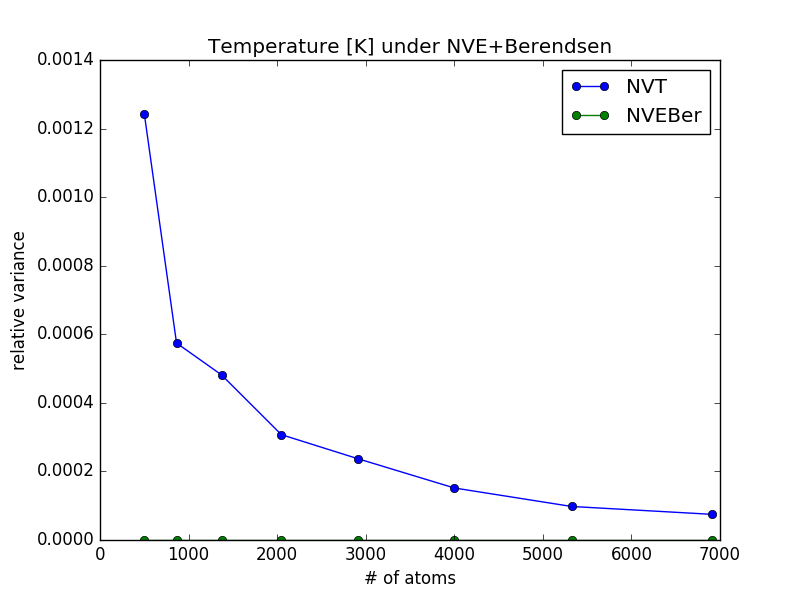 Temperature [K] under NVE+Berendsen
NVT
NVEBer
relative variance
0.0014
0.0012
0.0010
0.0008
0.0006
0.0004
0.0002
0.0000
0 1000 2000 3000 4000 5000 6000 7000
# of atoms